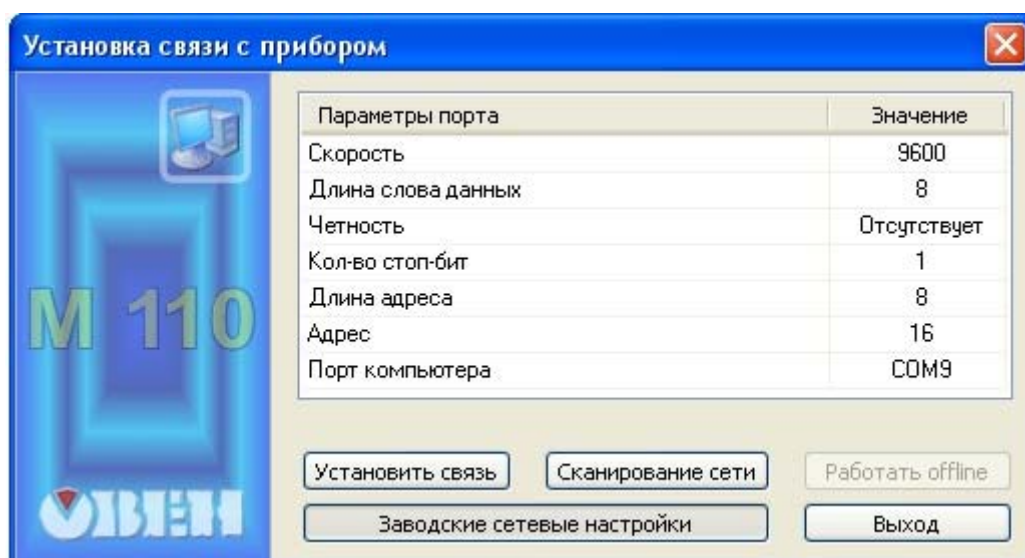 Установка связи с прибором
Параметры порта Значение
Скорость 9600
Длина слова данных 8
Четность Отсутствует
Кол-во стоп-бит 1
Длина адреса 8
Адрес 16
Порт компьютера COM9
М 110
ОВЕН
Установить связь Сканирование сети Работать offline
Заводские сетевые настройки Выход